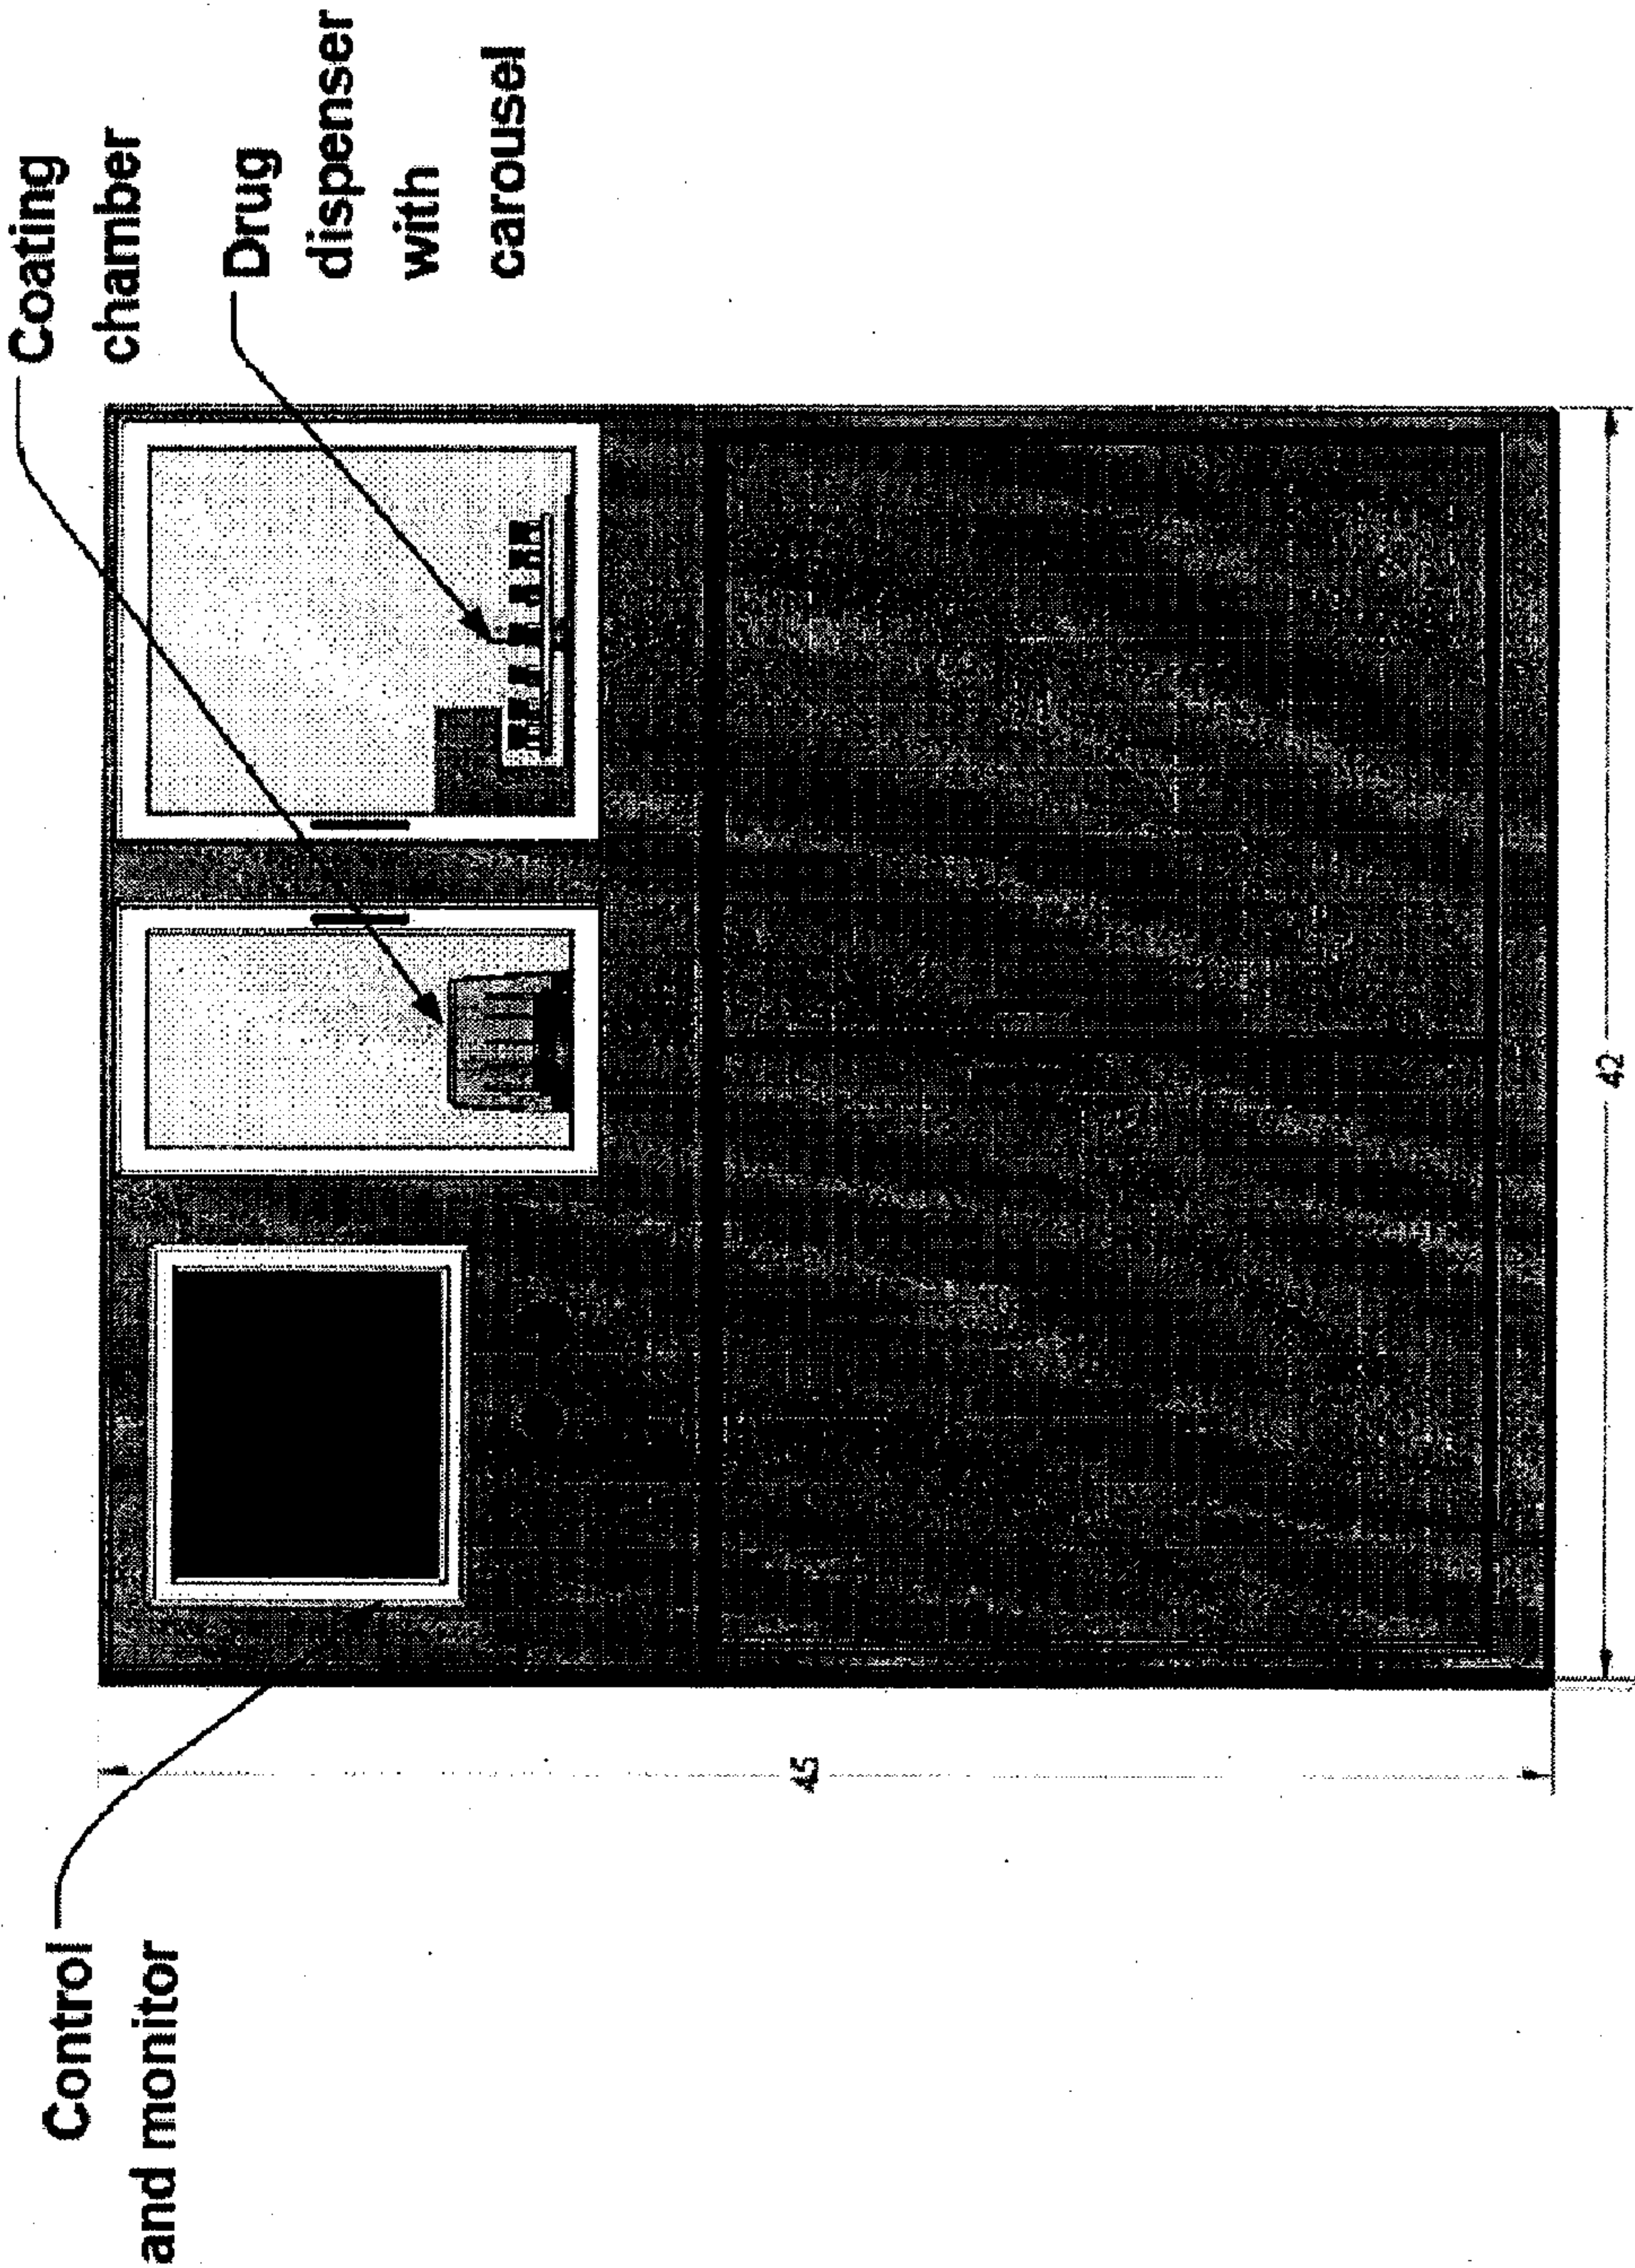 Control
and monitor
Coating
chamber
Drug
dispenser
with
carousel
45
42